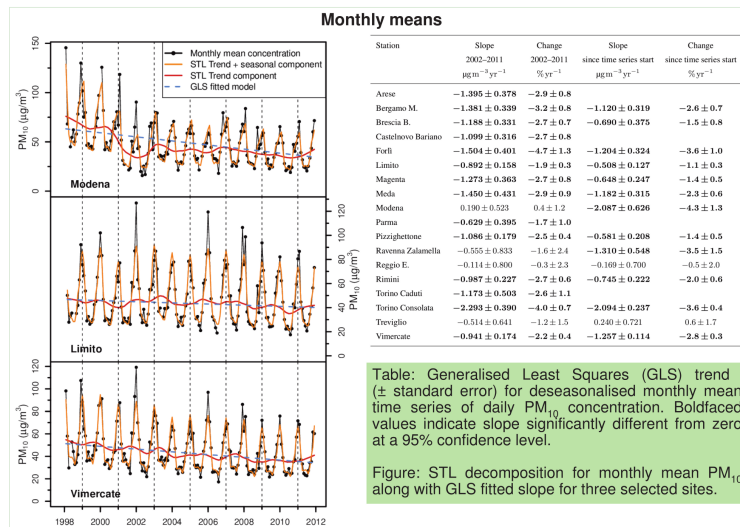 Monthly means
Monthly mean concentration
STL Trend + seasonal component
STL Trend component
GLS fitted model
PM10 (µg/m³)
150
100
50
0
Modena
PM10 (µg/m³)
120
100
80
60
40
20
0
Limito
PM10 (µg/m³)
120
100
80
60
40
20
0
Vimercate
1998 2000 2002 2004 2006 2008 2010 2012
Station Slope Change Slope Change
2002–2011 2002–2011 since time series start since time series start
µg m−3 yr−1 % yr−1 µg m−3 yr−1 % yr−1
Arese −1.395 ± 0.378 −2.9 ± 0.8
Bergamo M. −1.381 ± 0.339 −3.2 ± 0.8 −1.120 ± 0.319 −2.6 ± 0.7
Brescia B. −1.188 ± 0.331 −2.7 ± 0.7 −0.690 ± 0.375 −1.5 ± 0.8
Castelnovo Bariano −1.099 ± 0.316 −2.7 ± 0.8
Forlì −1.504 ± 0.401 −4.7 ± 1.3 −1.204 ± 0.324 −3.6 ± 1.0
Limito −0.892 ± 0.158 −1.9 ± 0.3 −0.508 ± 0.127 −1.1 ± 0.3
Magenta −1.273 ± 0.363 −2.7 ± 0.8 −0.648 ± 0.247 −1.4 ± 0.5
Meda −1.450 ± 0.431 −2.9 ± 0.9 −1.182 ± 0.315 −2.3 ± 0.6
Modena 0.190 ± 0.523 0.4 ± 1.2 −2.087 ± 0.626 −4.3 ± 1.3
Parma −0.629 ± 0.395 −1.7 ± 1.0
Pizzighettone −1.086 ± 0.179 −2.5 ± 0.4 −0.581 ± 0.208 −1.4 ± 0.5
Ravenna Zalamella −0.555 ± 0.833 −1.6 ± 2.4 −1.310 ± 0.548 −3.5 ± 1.5
Reggio E. −0.114 ± 0.800 −0.3 ± 2.3 −0.169 ± 0.700 −0.5 ± 2.0
Rimini −0.987 ± 0.227 −2.7 ± 0.6 −0.745 ± 0.222 −2.0 ± 0.6
Torino Caduti −1.173 ± 0.503 −2.6 ± 1.1
Torino Consolata −2.293 ± 0.390 −4.0 ± 0.7 −2.094 ± 0.237 −3.6 ± 0.4
Treviglio −0.514 ± 0.641 −1.2 ± 1.5 0.240 ± 0.721 0.6 ± 1.7
Vimercate −0.941 ± 0.174 −2.2 ± 0.4 −1.257 ± 0.114 −2.8 ± 0.3
Table: Generalised Least Squares (GLS) trend
(± standard error) for deseasonalised monthly mean
time series of daily PM10 concentration. Boldfaced
values indicate slope significantly different from zero
at a 95% confidence level.
Figure: STL decomposition for monthly mean PM10
along with GLS fitted slope for three selected sites.